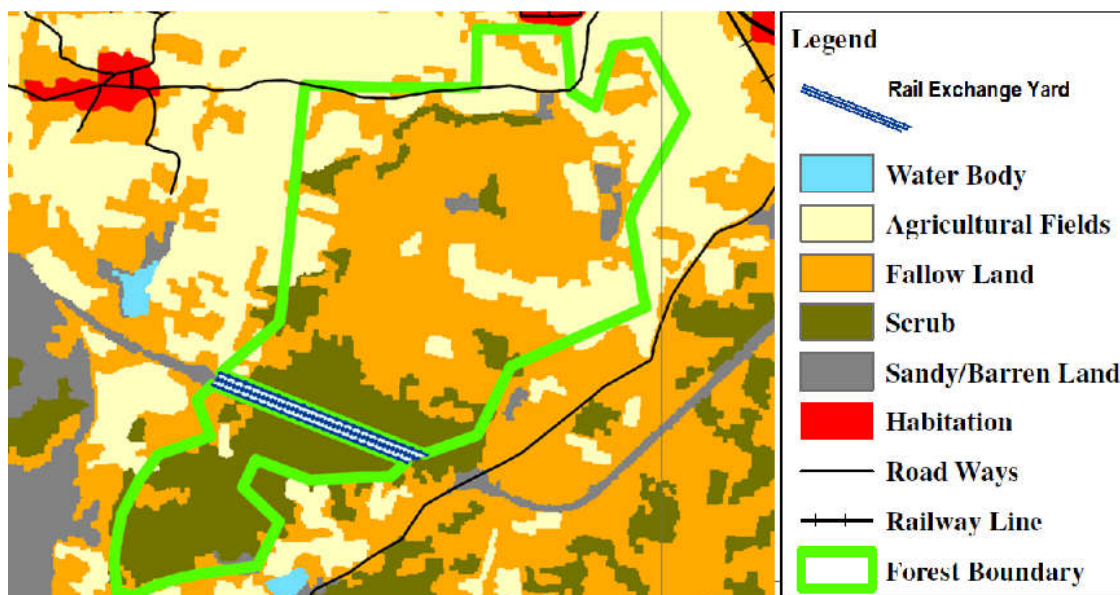 Legend
Rail Exchange Yard
Water Body
Agricultural Fields
Fallow Land
Scrub
Sandy/Barren Land
Habitation
Road Ways
Railway Line
Forest Boundary